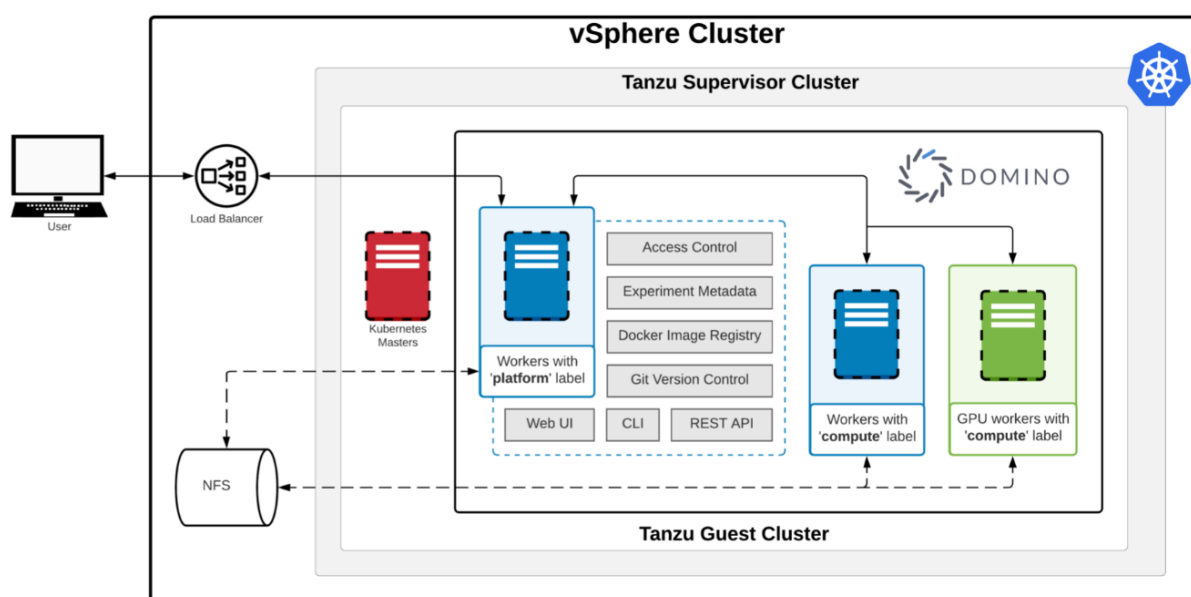 vSphere Cluster
Tanzu Supervisor Cluster
DOMINO
User
Load Balancer
Kubernetes
Masters
Workers with
'platform' label
Access Control
Experiment Metadata
Docker Image Registry
Git Version Control
Web UI
CLI
REST API
Workers with
'compute' label
GPU workers with
'compute' label
NFS
Tanzu Guest Cluster